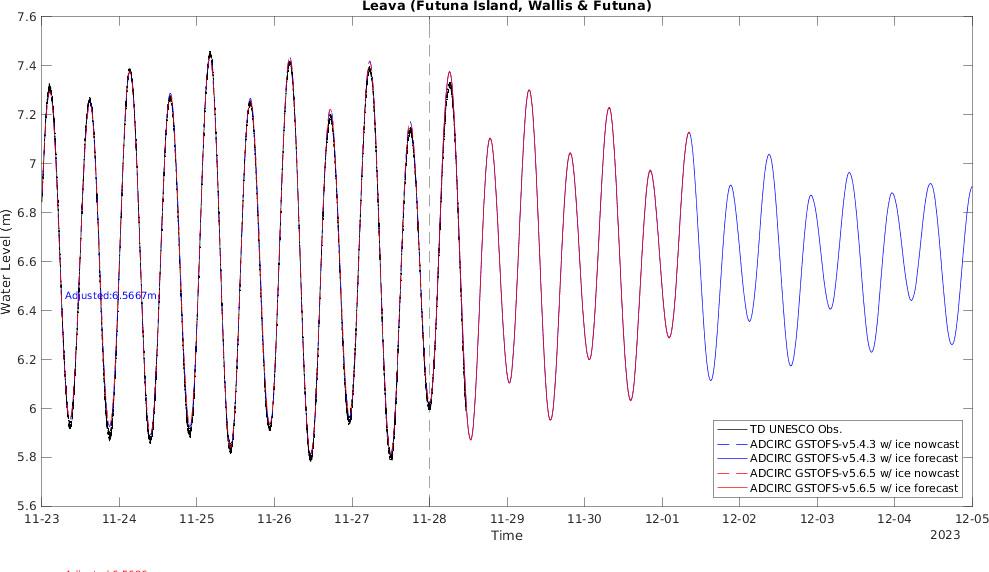 Leava (Futuna Island, Wallis & Futuna)
7.6
7.4
7.2
7
6.8
6.6
6.4
6.2
6
5.8
5.6
Water Level (m)
Adjusted:6.5667m
TD UNESCO Obs.
ADCIRC GSTOFS-v5.4.3 w/ ice nowcast
ADCIRC GSTOFS-v5.4.3 w/ ice forecast
ADCIRC GSTOFS-v5.6.5 w/ ice nowcast
ADCIRC GSTOFS-v5.6.5 w/ ice forecast
11-23 11-24 11-25 11-26 11-27 11-28 11-29 11-30 12-01 12-02 12-03 12-04 12-05
Time
2023